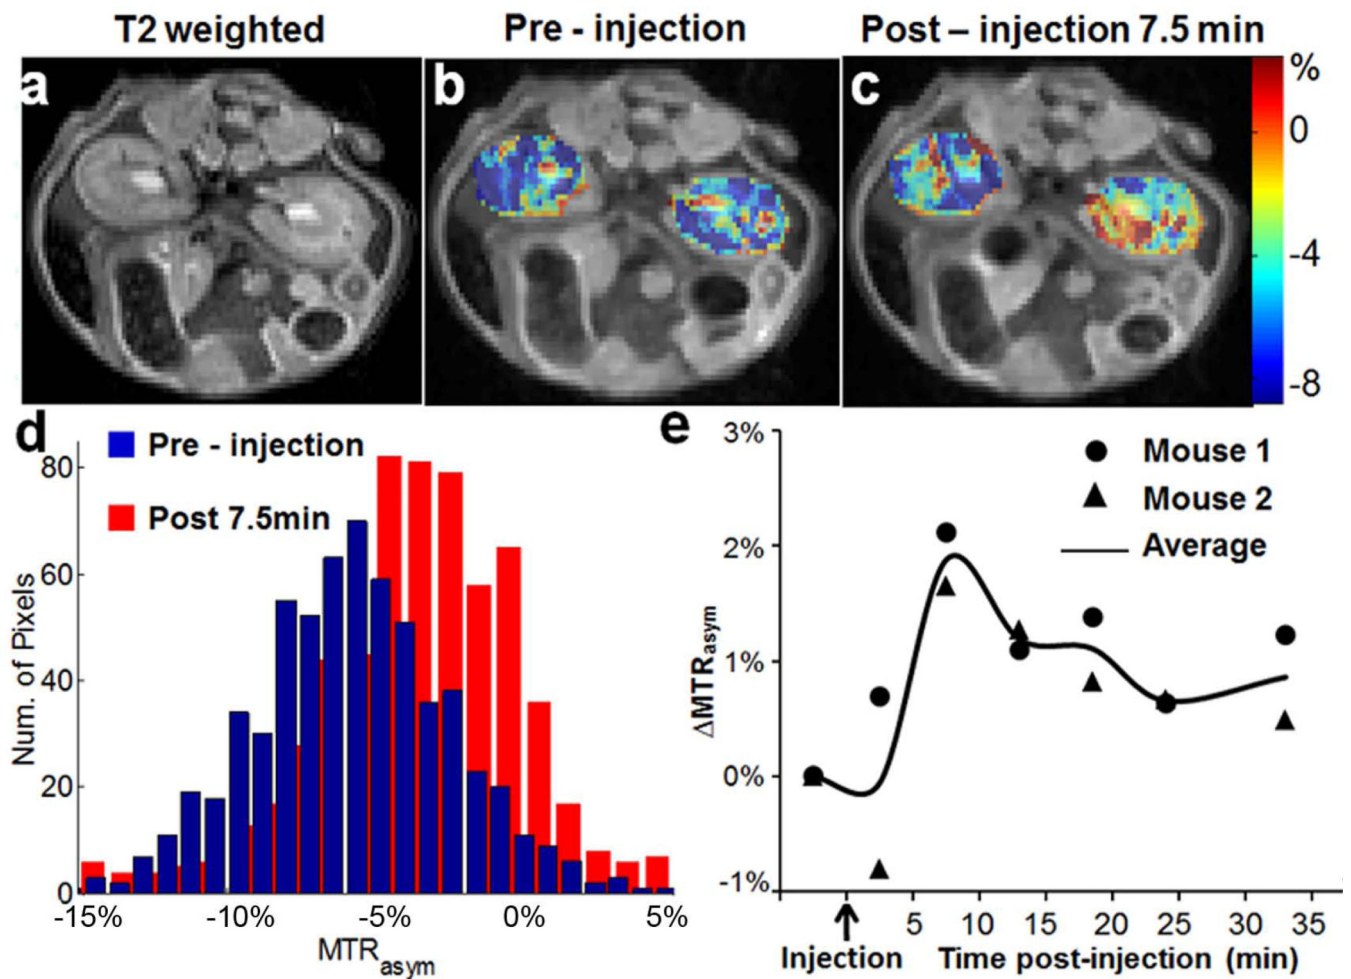 T2 weighted
Pre - injection
Post – injection 7.5 min
a
b
c
%
0
-4
-8
d
Pre - injection
Post 7.5min
80
60
40
20
0
Num. of Pixels
-15%
-10%
-5%
0%
5%
MTRasym
e
Mouse 1
Mouse 2
Average
3%
2%
1%
0%
-1%
ΔMTRasym
5 10 15 20 25 30 35
Injection
Time post-injection (min)